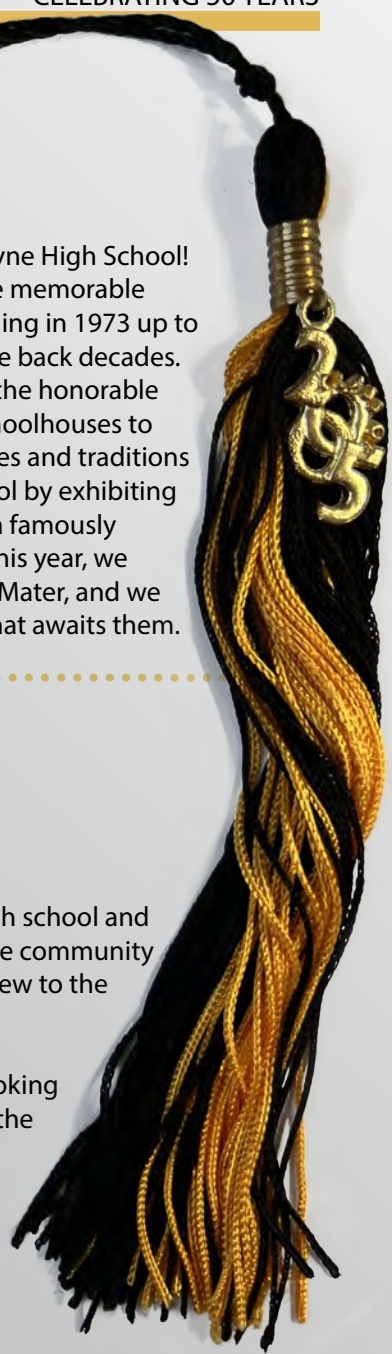 CELEBRATING 50 YEARS
yne High School!
e memorable
ing in 1973 up to
e back decades.
the honorable
hoolhouses to
es and traditions
ol by exhibiting
n famously
his year, we
Mater, and we
hat awaits them.
h school and
e community
ew to the
oking
the
2005